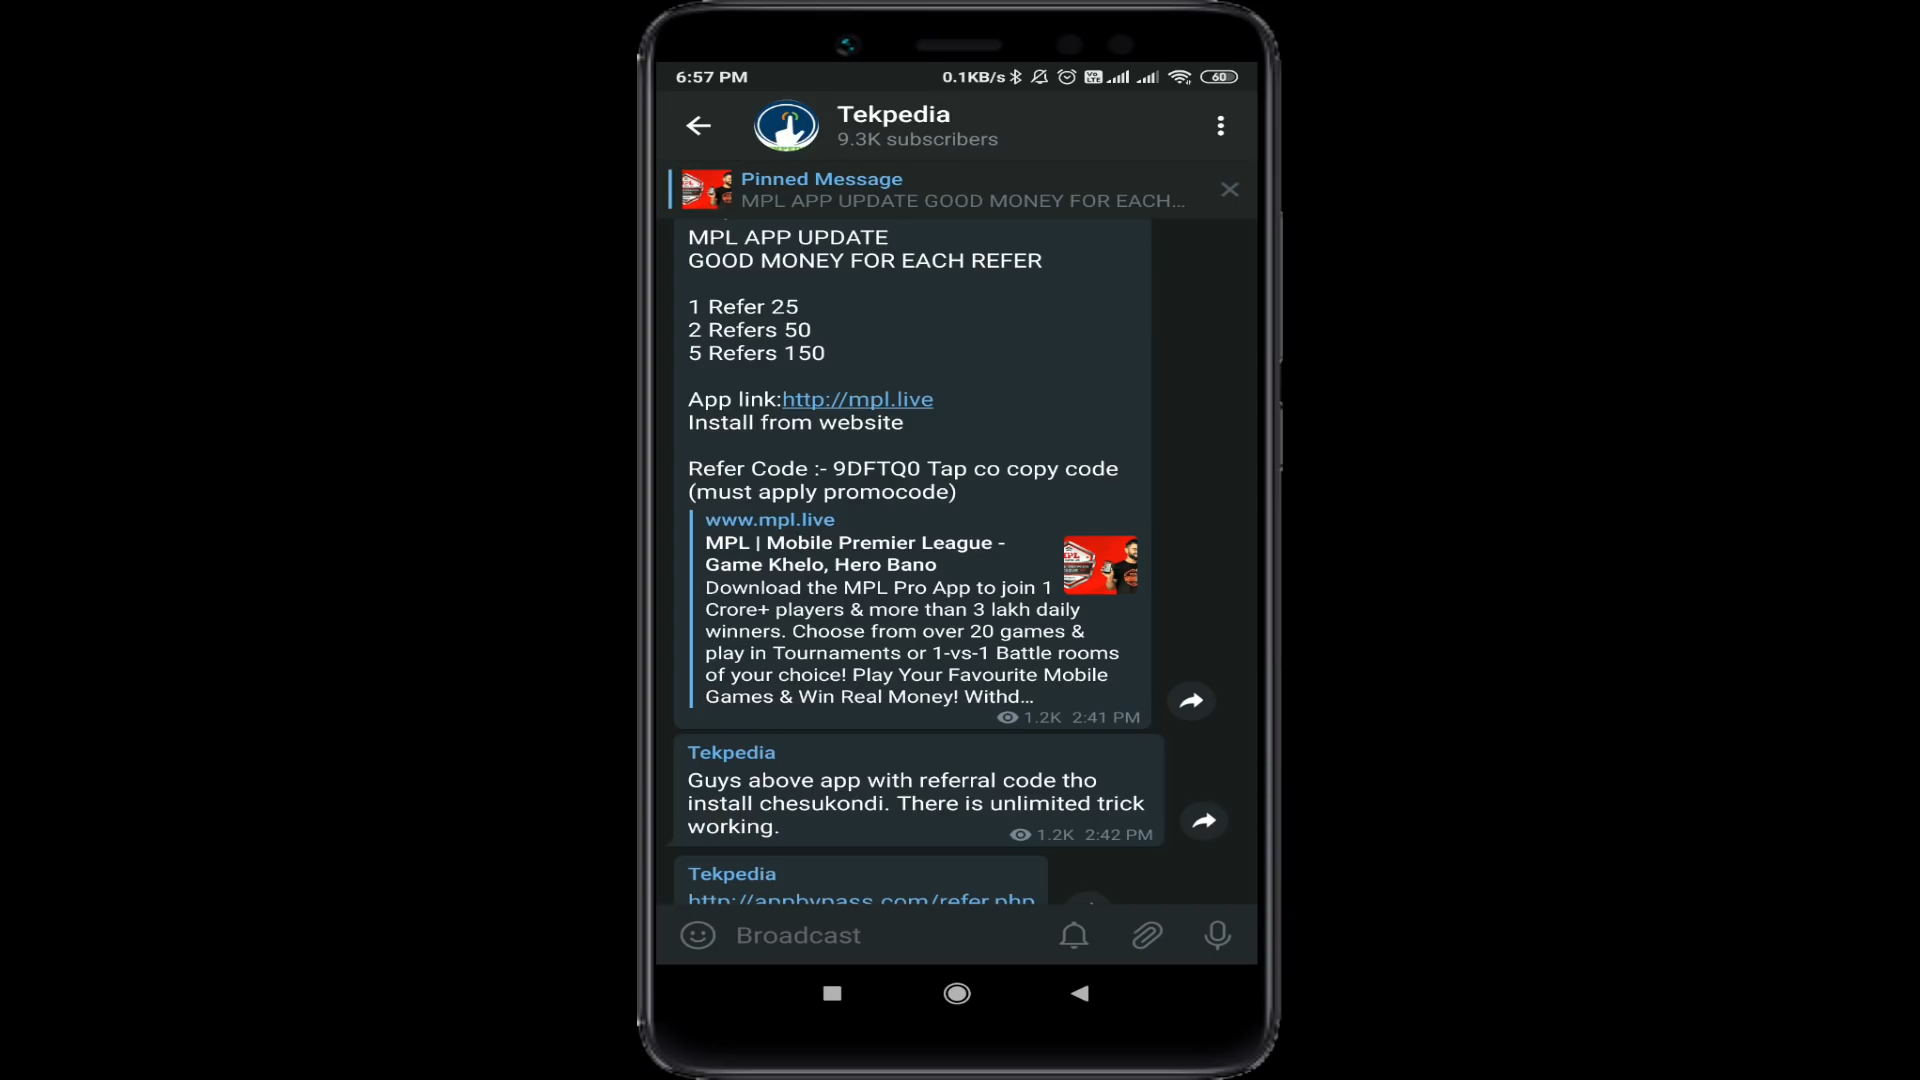 6:57 PM
0.1KB/s
60
Tekpedia
9.3K subscribers
Pinned Message
MPL APP UPDATE GOOD MONEY FOR EACH...
MPL APP UPDATE
GOOD MONEY FOR EACH REFER
1 Refer 25
2 Refers 50
5 Refers 150
App link:http://mpl.live
Install from website
Refer Code :- 9DFTQ0 Tap co copy code
(must apply promocode)
www.mpl.live
MPL | Mobile Premier League -
Game Khelo, Hero Bano
Download the MPL Pro App to join 1
Crore+ players & more than 3 lakh daily
winners. Choose from over 20 games &
play in Tournaments or 1-vs-1 Battle rooms
of your choice! Play Your Favourite Mobile
Games & Win Real Money! Withd...
1.2K 2:41 PM
Tekpedia
Guys above app with referral code tho
install chesukondi. There is unlimited trick
working.
1.2K 2:42 PM
Tekpedia
http://appbypass.com/refer.php
Broadcast